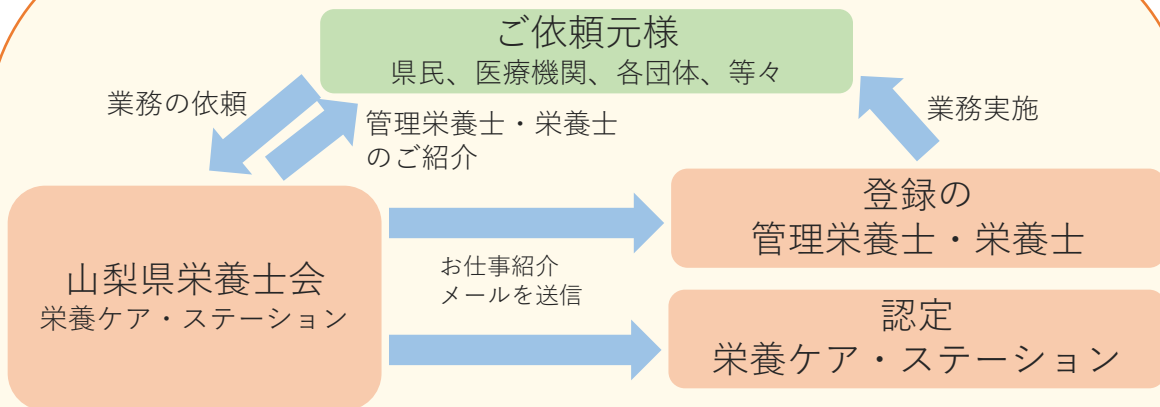 ご依頼元様
県民、医療機関、各団体、等々
業務の依頼
管理栄養士・栄養士
のご紹介
業務実施
登録の
管理栄養士・栄養士
山梨県栄養士会
栄養ケア・ステーション
お仕事紹介
メールを送信
認定
栄養ケア・ステーション